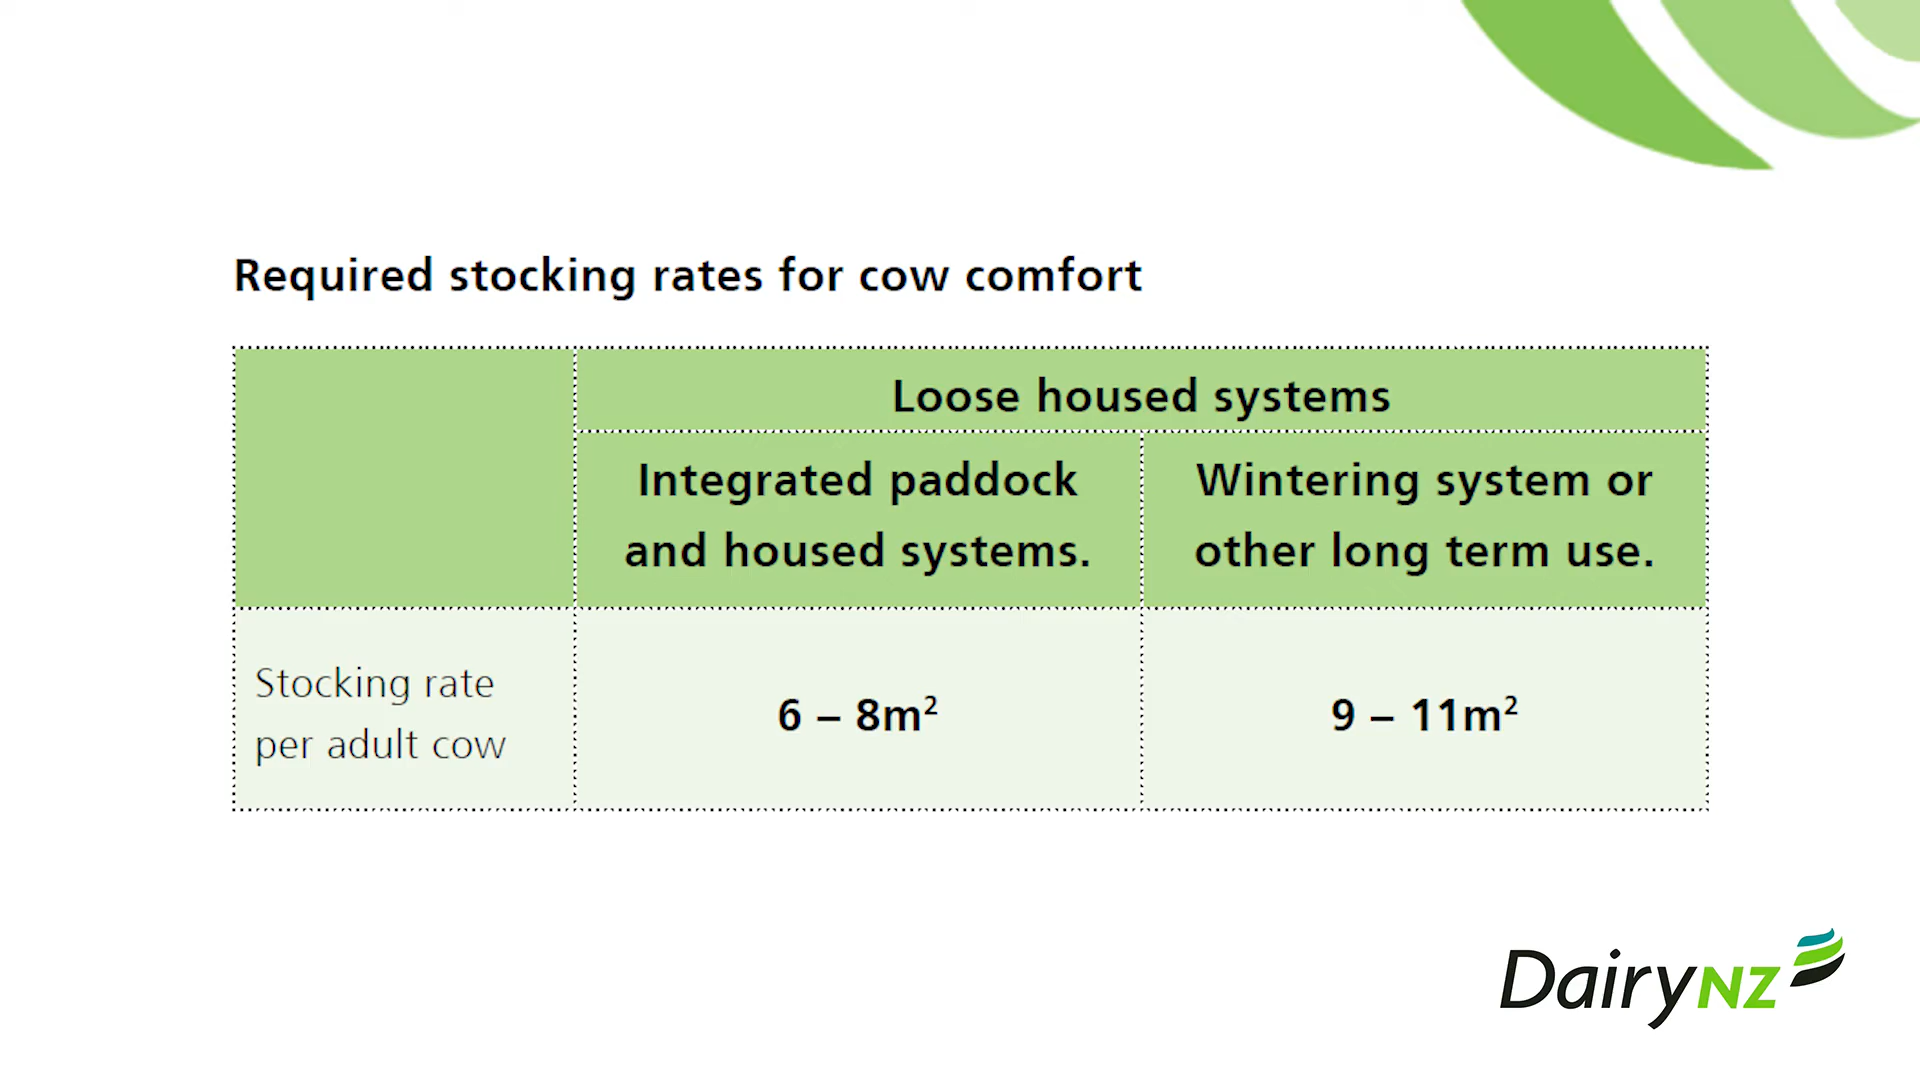 Required stocking rates for cow comfort
Loose housed systems
Integrated paddock
and housed systems.
Wintering system or
other long term use.
Stocking rate
per adult cow
6 – 8m²
9 – 11m²
DairyNZ